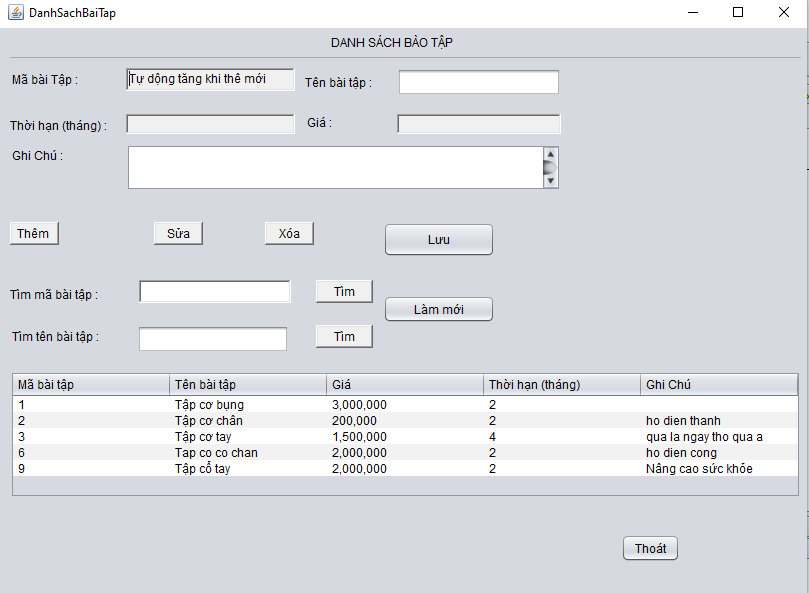 DanhSachBaiTap
DANH SÁCH BÀO TẬP
Mã bài Tập : Tự dộng tăng khi thê mới Tên bài tập :
Thời hạn (tháng) : Giá :
Ghi Chú :
Thêm Sửa Xóa Lưu
Tìm mã bài tập : Tìm
Làm mới
Tìm tên bài tập : Tìm
Mã bài tập Tên bài tập Giá Thời hạn (tháng) Ghi Chú
1 Tập cơ bụng 3,000,000 2
2 Tập cơ chân 200,000 2 ho dien thanh
3 Tập cơ tay 1,500,000 4 qua la ngay tho qua a
6 Tap co co chan 2,000,000 2 ho dien cong
9 Tập cổ tay 2,000,000 2 Nâng cao sức khỏe
Thoát